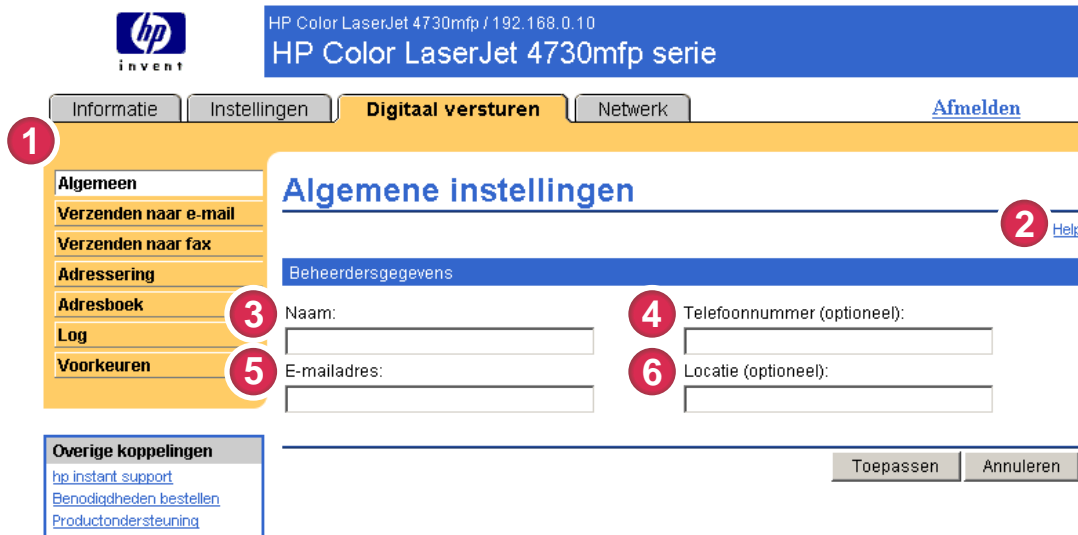 hp
invent
HP Color LaserJet 4730mfp / 192.168.0.10
HP Color LaserJet 4730mfp serie
Informatie
Instellingen
Digitaal versturen
Netwerk
Afmelden
1
Algemeen
Verzenden naar e-mail
Verzenden naar fax
Adressering
Adresboek
Log
Voorkeuren
Algemene instellingen
2
Help
Beheerdersgegevens
3
Naam:
4
Telefoonnummer (optioneel):
5
E-mailadres:
6
Locatie (optioneel):
Toepassen
Annuleren
Overige koppelingen
hp instant support
Benodigdheden bestellen
Productondersteuning